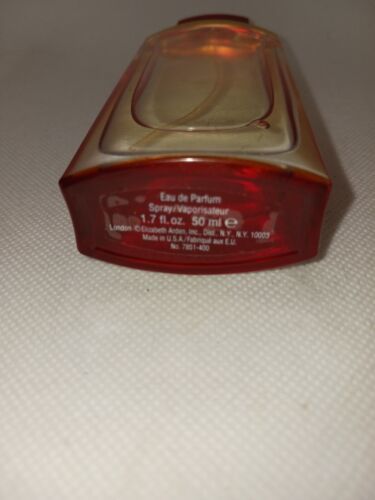 Eau de Parfum
Spray/Vaporisateur
1.7 fl.oz. 50 ml ℮
London ©Elizabeth Arden, Inc., Dist., N.Y., N.Y. 10003
Made in U.S.A./Fabriqué aux E.U.
No. 7801-400